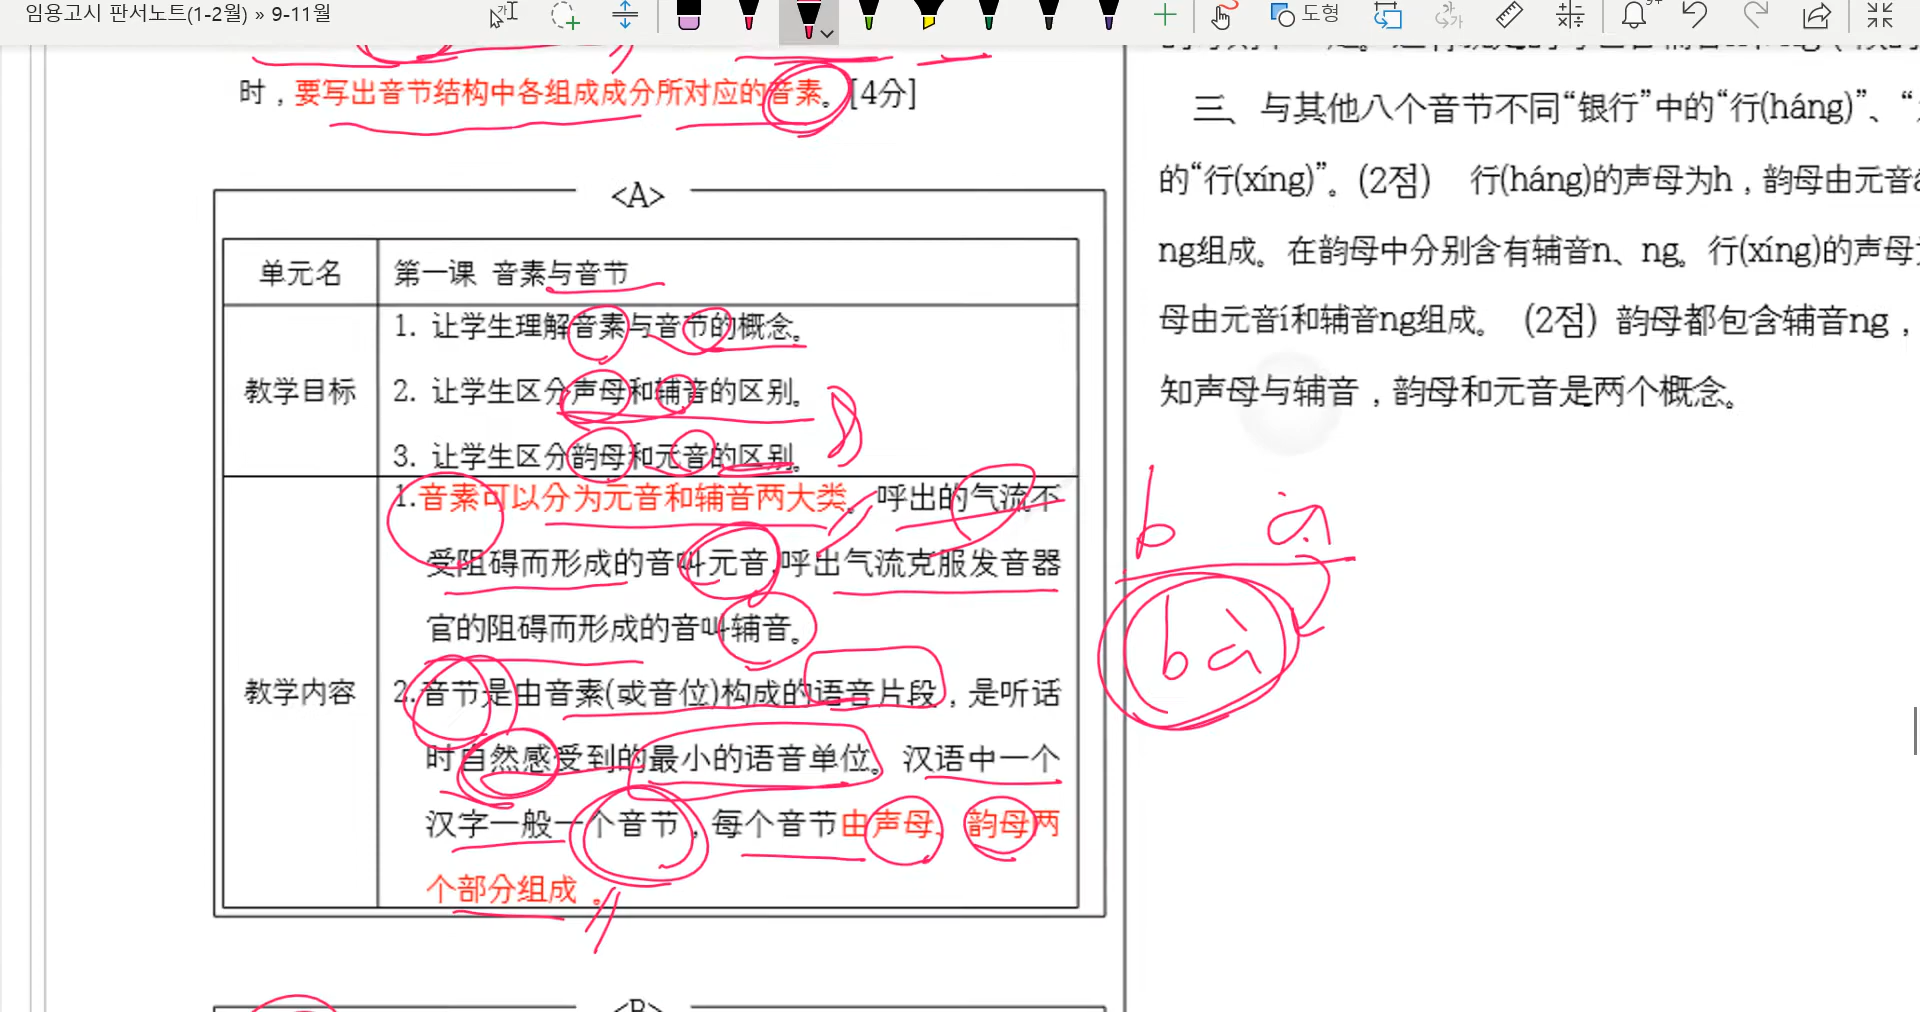 임용고시 판서노트(1-2월) » 9-11월
도형
9+
时，要写出音节结构中各组成成分所对应的音素。[4分]
<A>
单元名
第一课 音素与音节
教学目标
1. 让学生理解音素与音节的概念。
2. 让学生区分声母和辅音的区别。
3. 让学生区分韵母和元音的区别。
教学内容
1.音素可以分为元音和辅音两大类。呼出的气流不
受阻碍而形成的音叫元音,呼出气流克服发音器
官的阻碍而形成的音叫辅音。
2.音节是由音素(或音位)构成的语音片段，是听话
时自然感受到的最小的语音单位。汉语中一个
汉字一般一个音节，每个音节由声母、韵母两
个部分组成。
<B>
三、与其他八个音节不同“银行”中的“行(háng)”、“
的“行(xíng)”。(2점) 行(háng)的声母为h，韵母由元音
ng组成。在韵母中分别含有辅音n、ng。行(xíng)的声母
母由元音i和辅音ng组成。(2점) 韵母都包含辅音ng，
知声母与辅音，韵母和元音是两个概念。
b a
bà